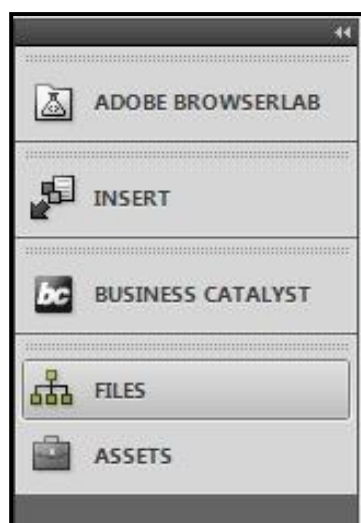 ADOBE BROWSERLAB
INSERT
bc BUSINESS CATALYST
FILES
ASSETS